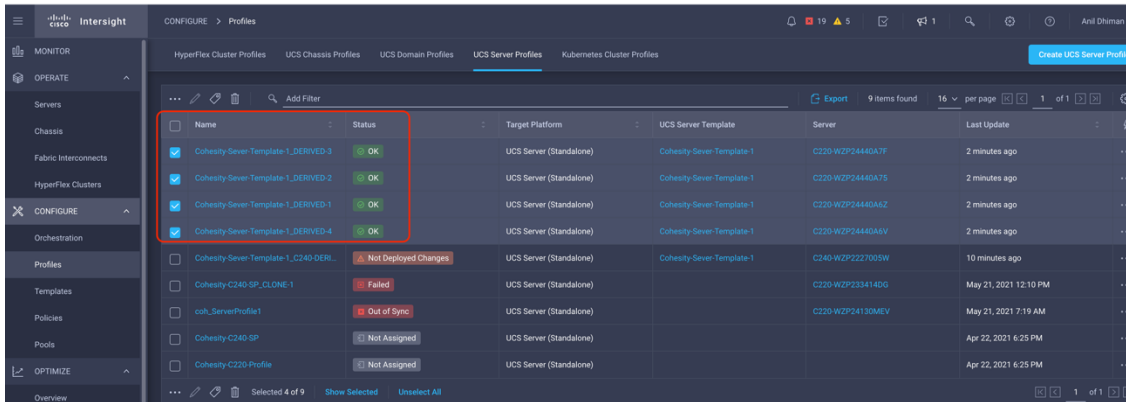 cisco Intersight
CONFIGURE > Profiles
19 5
1
Anil Dhiman
MONITOR
OPERATE
Servers
Chassis
Fabric Interconnects
HyperFlex Clusters
CONFIGURE
Orchestration
Profiles
Templates
Policies
Pools
OPTIMIZE
Overview
HyperFlex Cluster Profiles UCS Chassis Profiles UCS Domain Profiles UCS Server Profiles Kubernetes Cluster Profiles
Create UCS Server Profil
... Add Filter Export 9 items found 16 per page 1 of 1
Name Status Target Platform UCS Server Template Server Last Update
Cohesity-Sever-Template-1_DERIVED-3 OK UCS Server (Standalone) Cohesity-Sever-Template-1 C220-WZP24440A7F 2 minutes ago
Cohesity-Sever-Template-1_DERIVED-2 OK UCS Server (Standalone) Cohesity-Sever-Template-1 C220-WZP24440A75 2 minutes ago
Cohesity-Sever-Template-1_DERIVED-1 OK UCS Server (Standalone) Cohesity-Sever-Template-1 C220-WZP24440A6Z 2 minutes ago
Cohesity-Sever-Template-1_DERIVED-4 OK UCS Server (Standalone) Cohesity-Sever-Template-1 C220-WZP24440A6V 2 minutes ago
Cohesity-Sever-Template-1_C240-DERI... Not Deployed Changes UCS Server (Standalone) Cohesity-Sever-Template-1 C240-WZP2227005W 10 minutes ago
Cohesity-C240-SP_CLONE-1 Failed UCS Server (Standalone) C220-WZP233414DG May 21, 2021 12:10 PM
coh_ServerProfile1 Out of Sync UCS Server (Standalone) C220-WZP24130MEV May 21, 2021 7:19 AM
Cohesity-C240-SP Not Assigned UCS Server (Standalone) Apr 22, 2021 6:25 PM
Cohesity-C220-Profile Not Assigned UCS Server (Standalone) Apr 22, 2021 6:25 PM
... Selected 4 of 9 Show Selected Unselect All 1 of 1